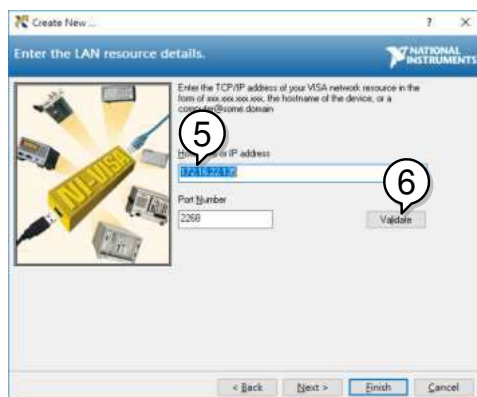 Create New ...
? ×
Enter the LAN resource details.
NATIONAL
INSTRUMENTS
Enter the TCP/IP address of your VISA network resource in the
form of xxx.xxx.xxx.xxx, the hostname of the device, or a
computer@some.domain
5
or IP address
172.16.22.135
6
Port Number
2268
Validate
NI-VISA
< Back
Next >
Finish
Cancel